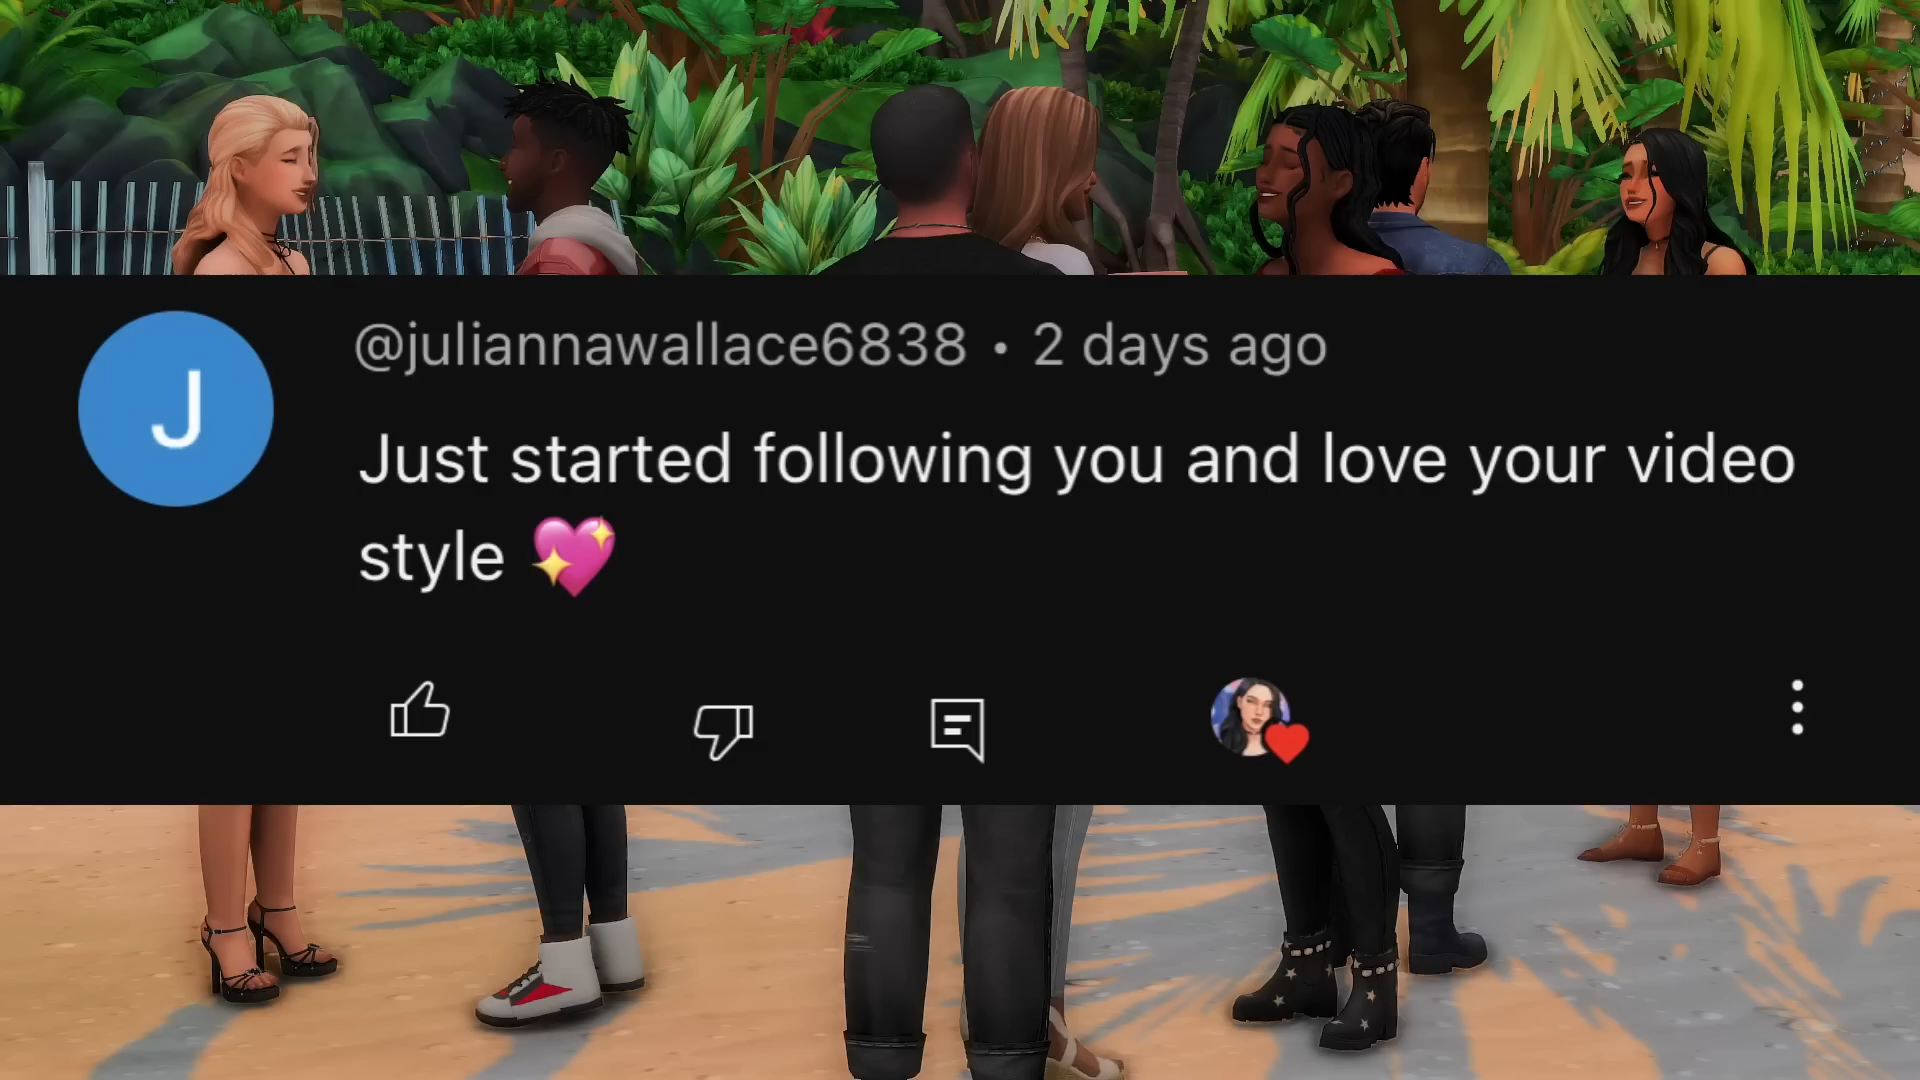 J
@juliannawallace6838 • 2 days ago
Just started following you and love your video
style 💖